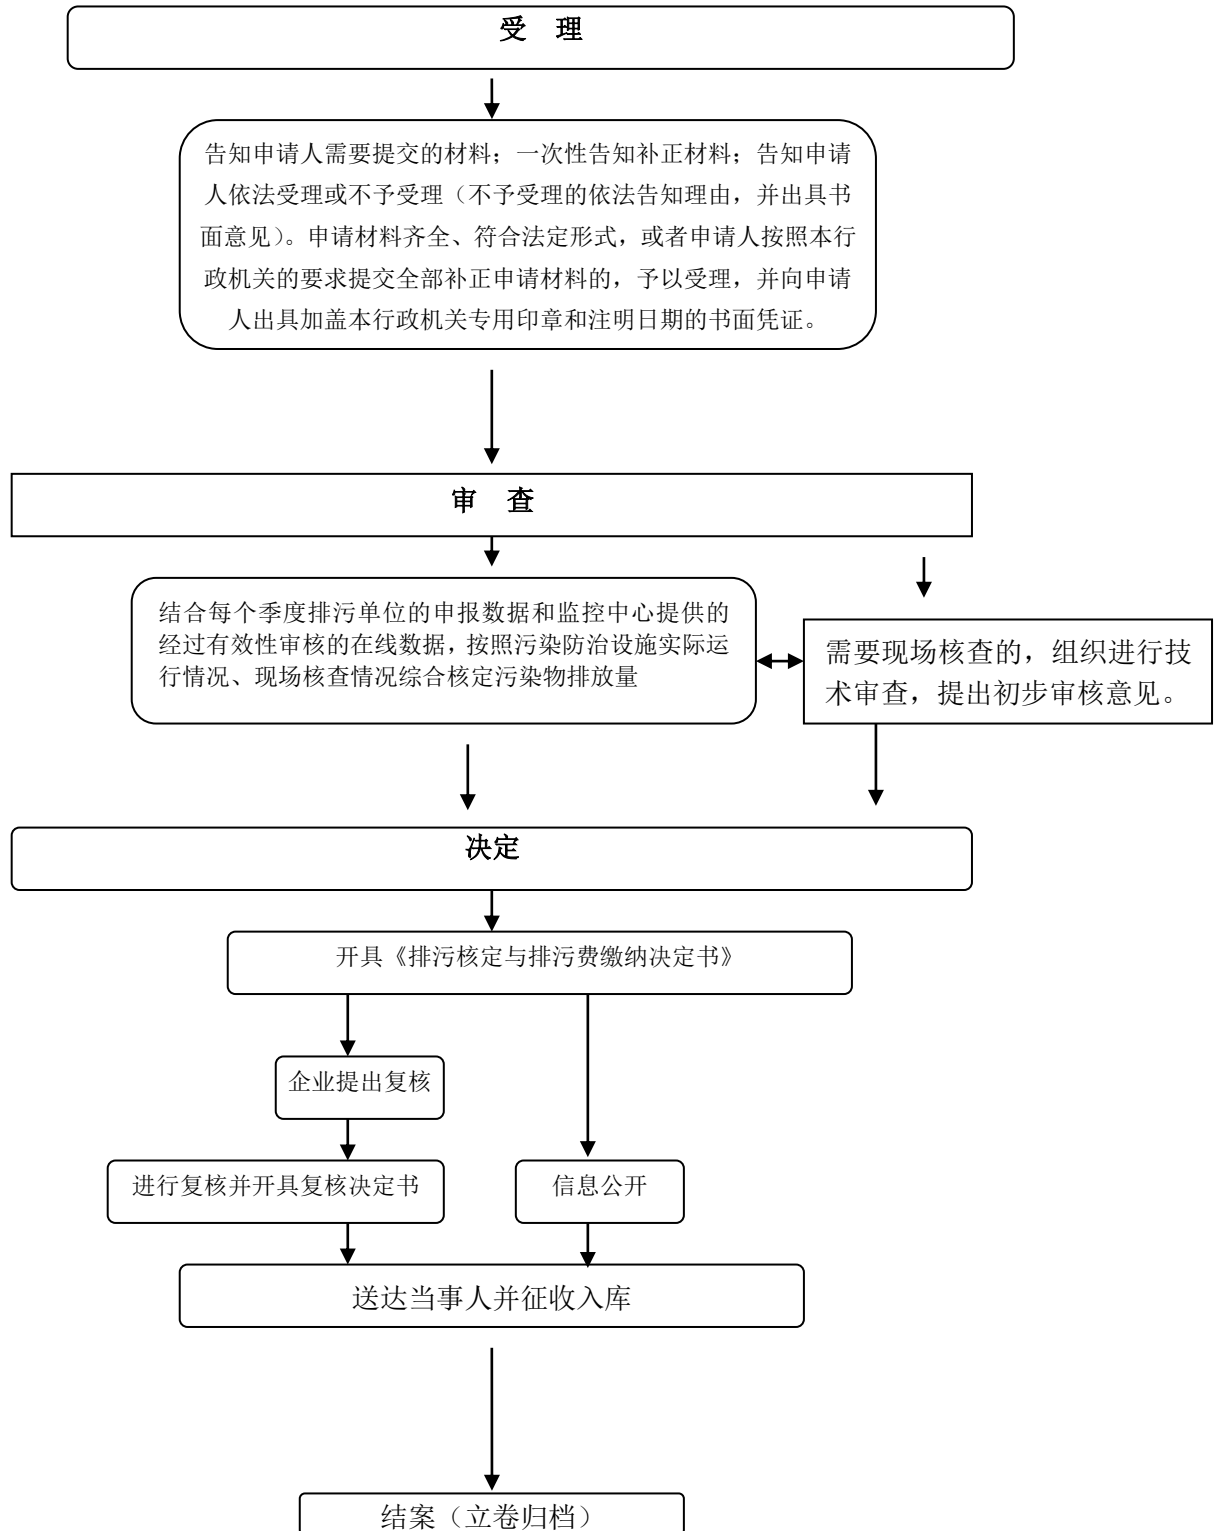 受 理
告知申请人需要提交的材料；一次性告知补正材料；告知申请
人依法受理或不予受理（不予受理的依法告知理由，并出具书
面意见）。申请材料齐全、符合法定形式，或者申请人按照本行
政机关的要求提交全部补正申请材料的，予以受理，并向申请
人出具加盖本行政机关专用印章和注明日期的书面凭证。
审 查
结合每个季度排污单位的申报数据和监控中心提供的
经过有效性审核的在线数据，按照污染防治设施实际运
行情况、现场核查情况综合核定污染物排放量
需要现场核查的，组织进行技
术审查，提出初步审核意见。
决定
开具《排污核定与排污费缴纳决定书》
企业提出复核
进行复核并开具复核决定书
信息公开
送达当事人并征收入库
结案（立卷归档）